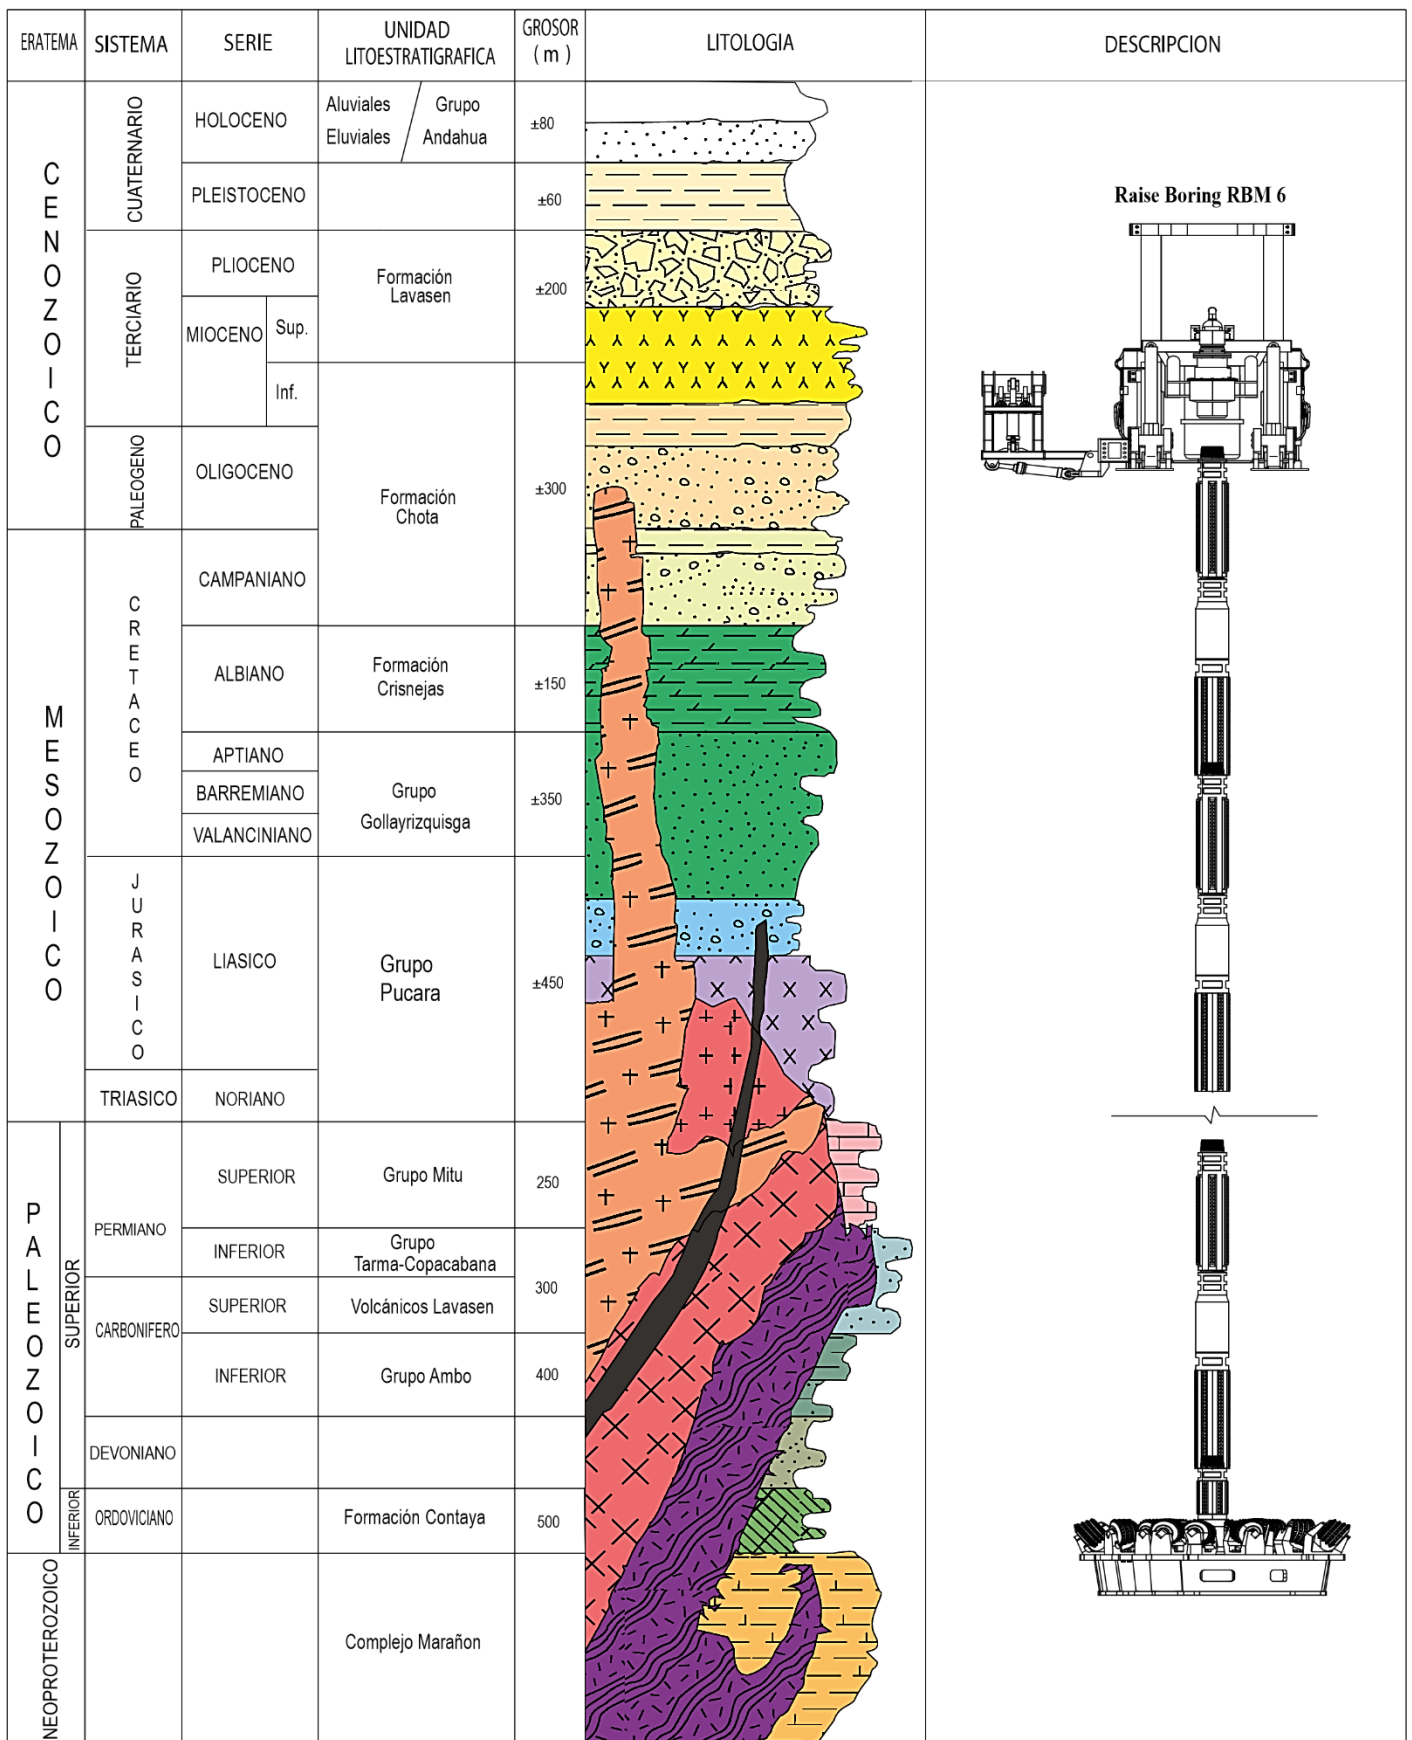 ERATEMA SISTEMA SERIE UNIDAD LITOESTRATIGRAFICA GROSOR ( m ) LITOLOGIA DESCRIPCION
CENOZOICO
CUATERNARIO
HOLOCENO
Aluviales / Grupo
Eluviales / Andahua
±80
PLEISTOCENO
±60
TERCIARIO
PLIOCENO
Formación
Lavasen
±200
MIOCENO
Sup.
Inf.
PALEOGENO
OLIGOCENO
Formación
Chota
±300
MESOZOICO
CRETACEO
CAMPANIANO
ALBIANO
Formación
Crisnejas
±150
APTIANO
BARREMIANO
VALANCINIANO
Grupo
Gollayrizquisga
±350
JURASICO
LIASICO
Grupo
Pucara
±450
TRIASICO
NORIANO
PALEOZOICO
SUPERIOR
PERMIANO
SUPERIOR
Grupo Mitu
250
INFERIOR
Grupo
Tarma-Copacabana
300
CARBONIFERO
SUPERIOR
Volcánicos Lavasen
INFERIOR
Grupo Ambo
400
DEVONIANO
INFERIOR
ORDOVICIANO
Formación Contaya
500
NEOPROTEROZOICO
Complejo Marañon
Raise Boring RBM 6